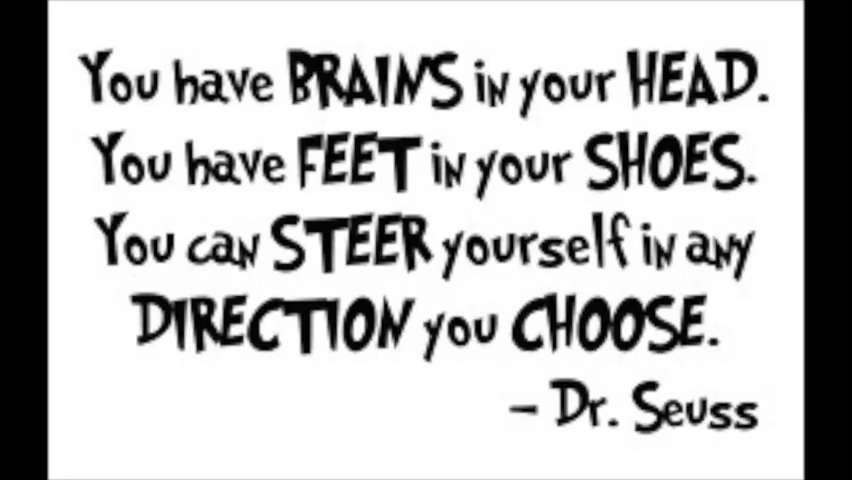 You have BRAINS in your HEAD.
You have FEET in your SHOES.
You can STEER yourself in any
DIRECTION you CHOOSE.
– Dr. Seuss